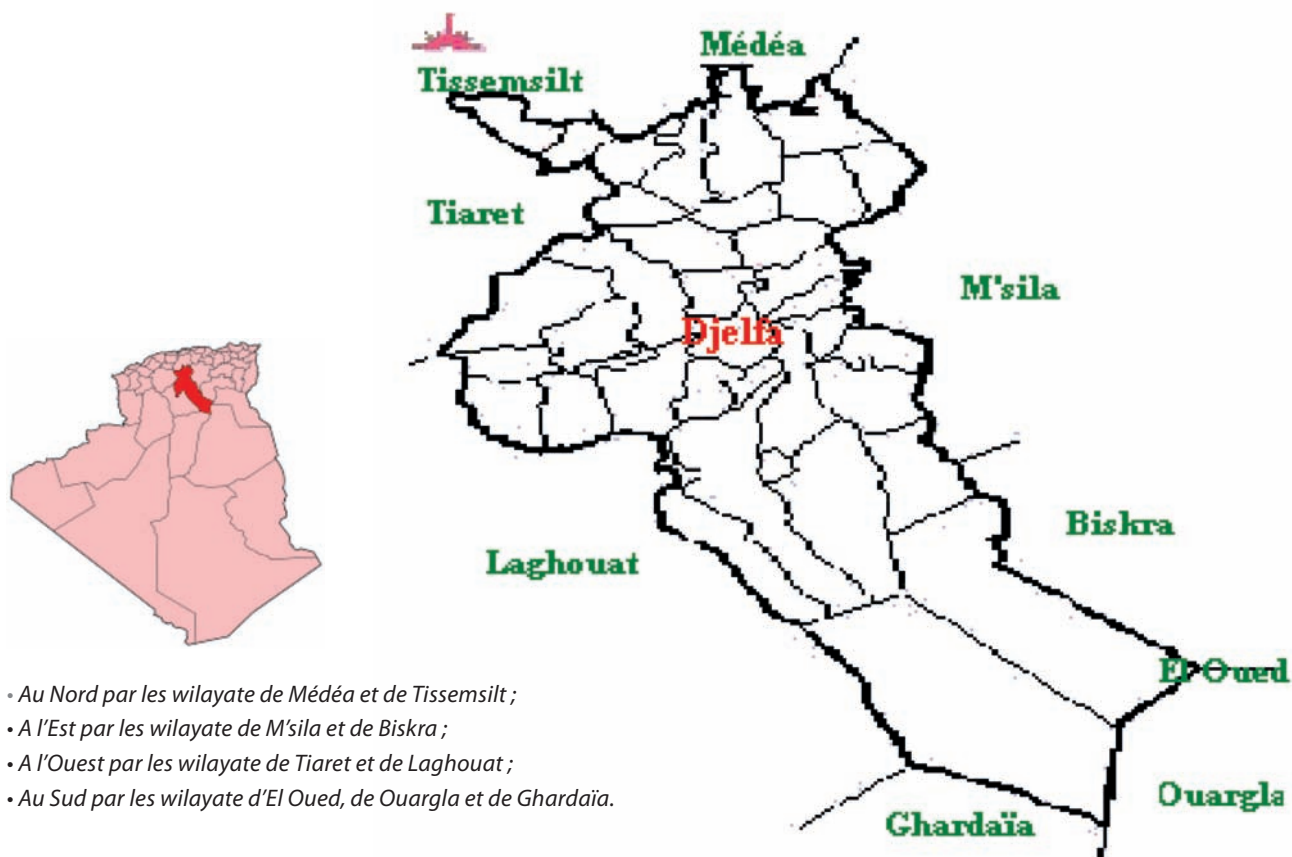 Médéa
Tissemsilt
Tiaret
M'sila
Djelfa
Biskra
Laghouat
El Oued
Ouargla
Ghardaïa
• Au Nord par les wilayate de Médéa et de Tissemsilt ;
• A l’Est par les wilayate de M’sila et de Biskra ;
• A l’Ouest par les wilayate de Tiaret et de Laghouat ;
• Au Sud par les wilayate d’El Oued, de Ouargla et de Ghardaïa.